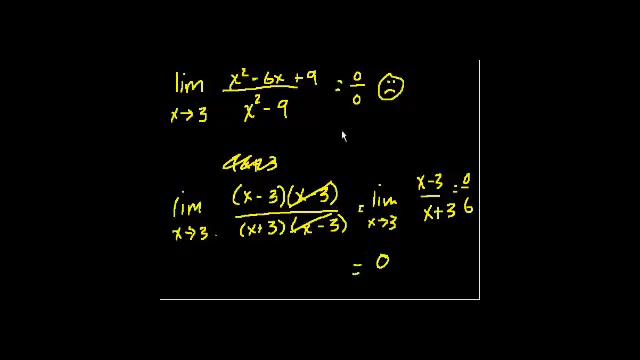 lim x→3 x² - 6x + 9 / x² - 9 = 0/0
lim x→3 (x - 3)(x - 3) / (x + 3)(x - 3) = lim x→3 x - 3 / x + 3 = 0/6
= 0